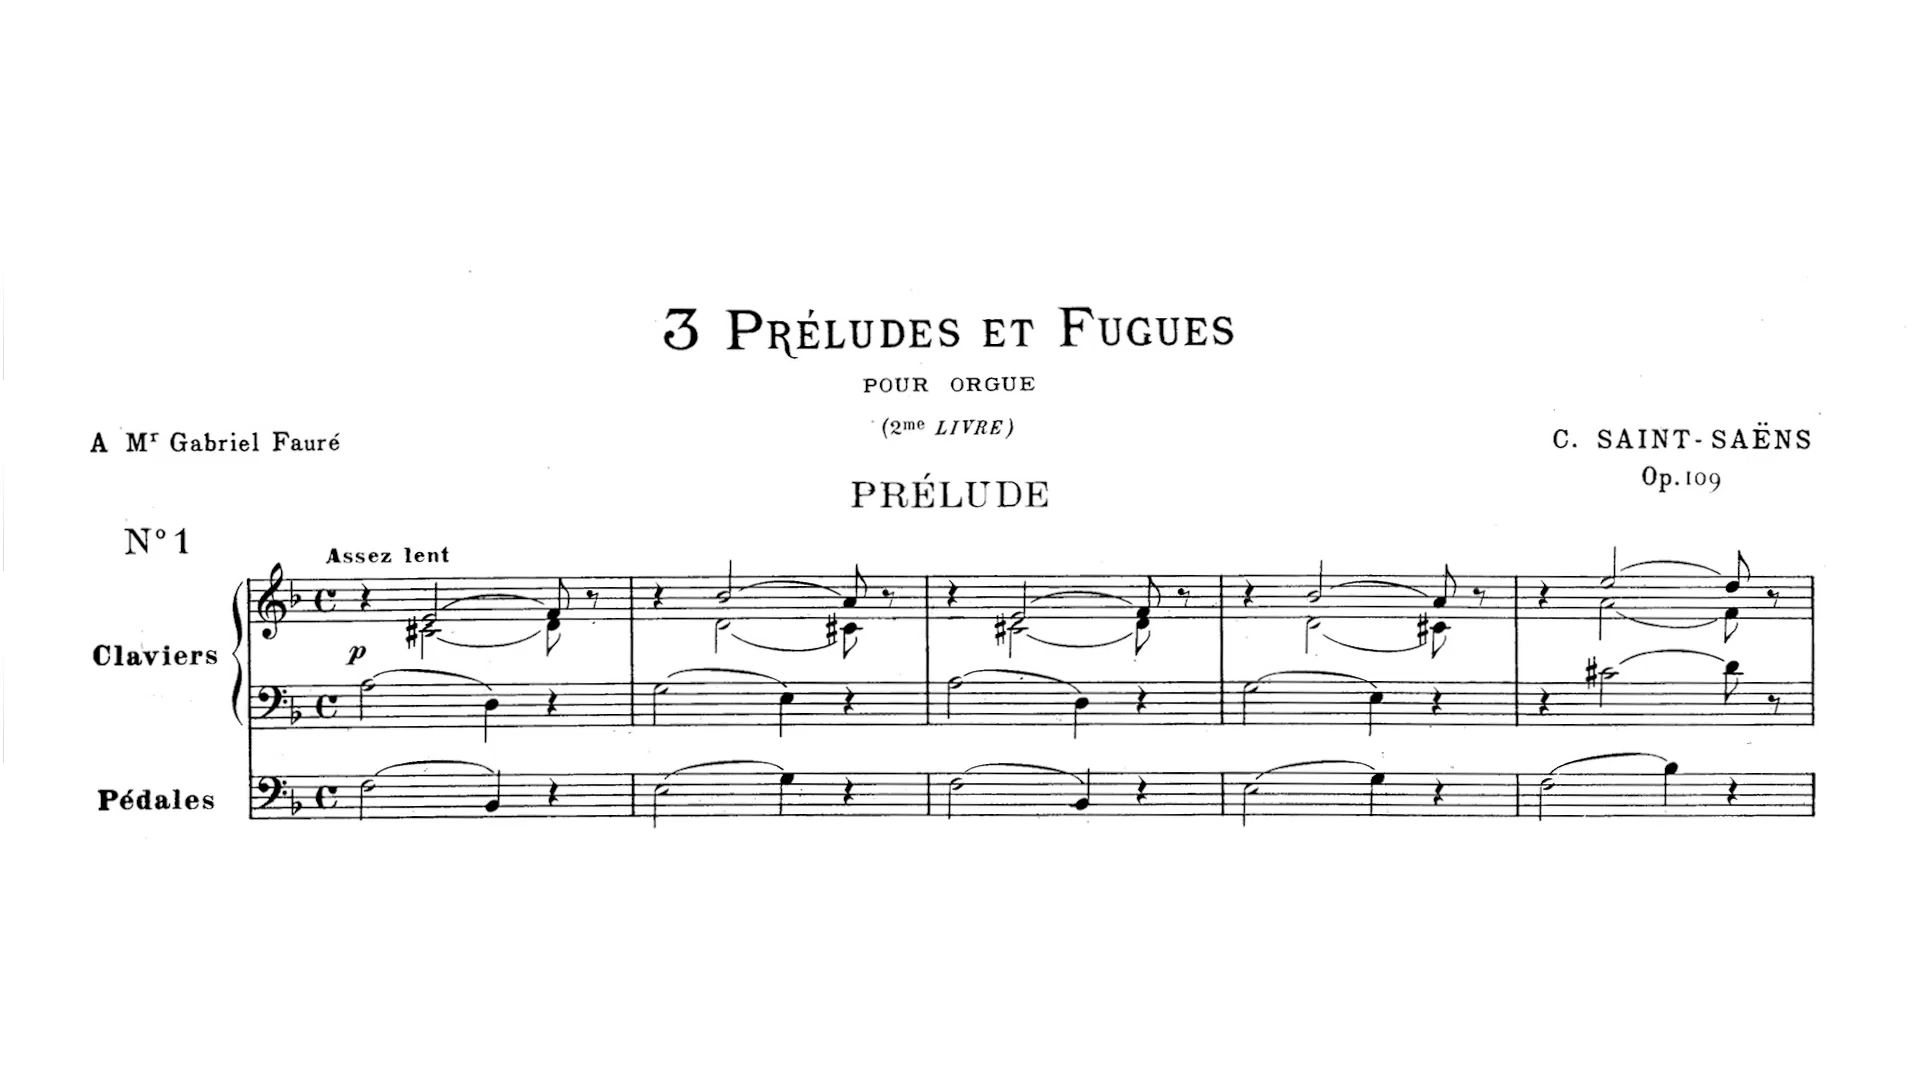 3 PRÉLUDES ET FUGUES
POUR ORGUE
(2me LIVRE)
A Mr Gabriel Fauré
C. SAINT-SAËNS
Op. 109
PRÉLUDE
N° 1
Assez lent
Claviers
p
Pédales